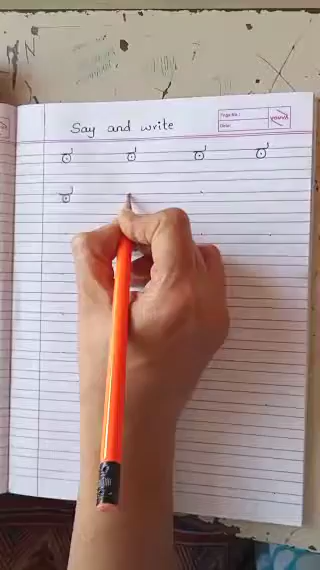 Page No.:
Date:
youva
Say and write
ಠ ಠ ಠ ಠ
ಠ